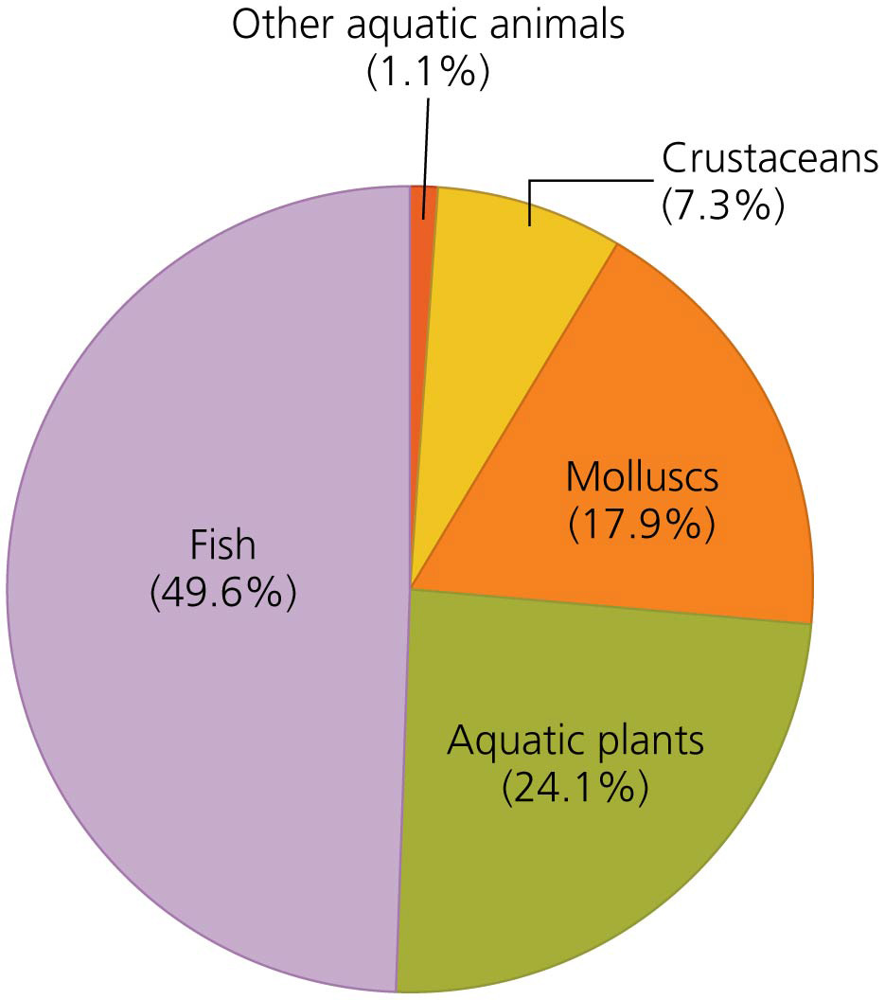 Other aquatic animals
(1.1%)
Crustaceans
(7.3%)
Molluscs
(17.9%)
Fish
(49.6%)
Aquatic plants
(24.1%)